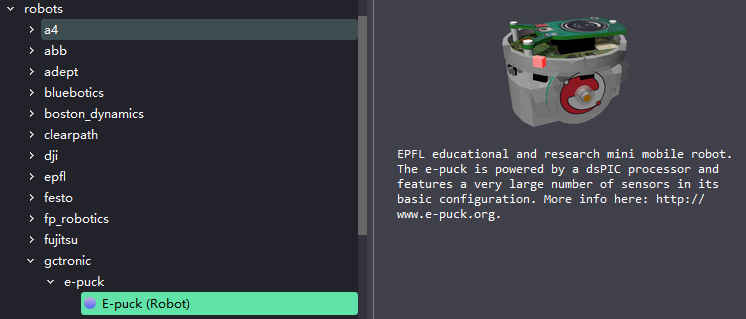 robots
a4
abb
adept
bluebotics
boston_dynamics
clearpath
dji
epfl
festo
fp_robotics
fujitsu
gctronic
e-puck
E-puck (Robot)
EPFL educational and research mini mobile robot.
The e-puck is powered by a dsPIC processor and
features a very large number of sensors in its
basic configuration. More info here: http://
www.e-puck.org.